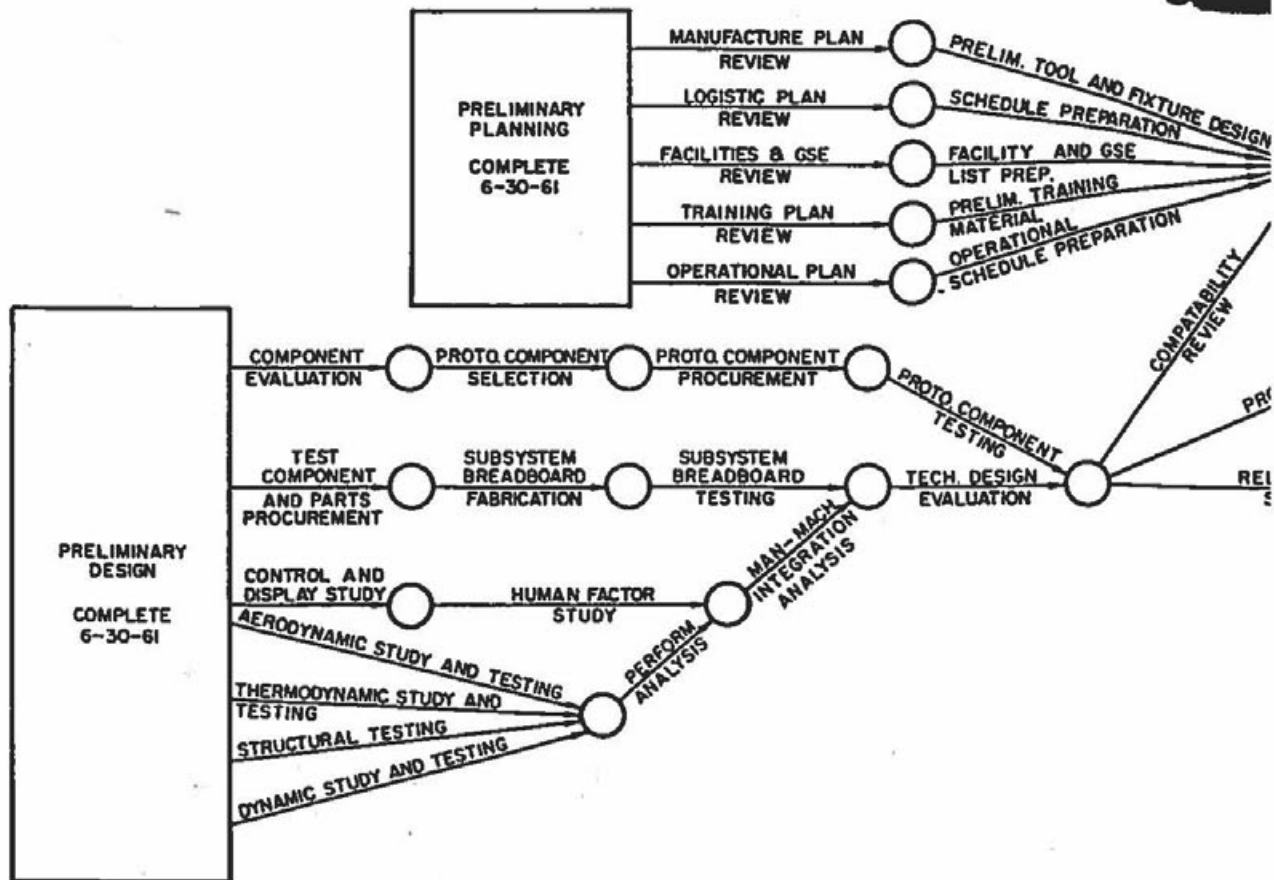 PRELIMINARY
PLANNING
COMPLETE
6-30-61
MANUFACTURE PLAN
REVIEW
LOGISTIC PLAN
REVIEW
FACILITIES & GSE
REVIEW
TRAINING PLAN
REVIEW
OPERATIONAL PLAN
REVIEW
PRELIM. TOOL AND FIXTURE DESIGN
SCHEDULE PREPARATION
FACILITY AND GSE
LIST PREP.
PRELIM. TRAINING
MATERIAL
OPERATIONAL
SCHEDULE PREPARATION
COMPATABILITY
REVIEW
PRELIMINARY
DESIGN
COMPLETE
6-30-61
COMPONENT
EVALUATION
PROTO. COMPONENT
SELECTION
PROTO. COMPONENT
PROCUREMENT
PROTO. COMPONENT
TESTING
TEST
COMPONENT
AND PARTS
PROCUREMENT
SUBSYSTEM
BREADBOARD
FABRICATION
SUBSYSTEM
BREADBOARD
TESTING
TECH. DESIGN
EVALUATION
CONTROL AND
DISPLAY STUDY
HUMAN FACTOR
STUDY
MAN-MACH.
INTEGRATION
ANALYSIS
AERODYNAMIC STUDY AND TESTING
THERMODYNAMIC STUDY AND
TESTING
STRUCTURAL TESTING
DYNAMIC STUDY AND TESTING
PERFORM
ANALYSIS